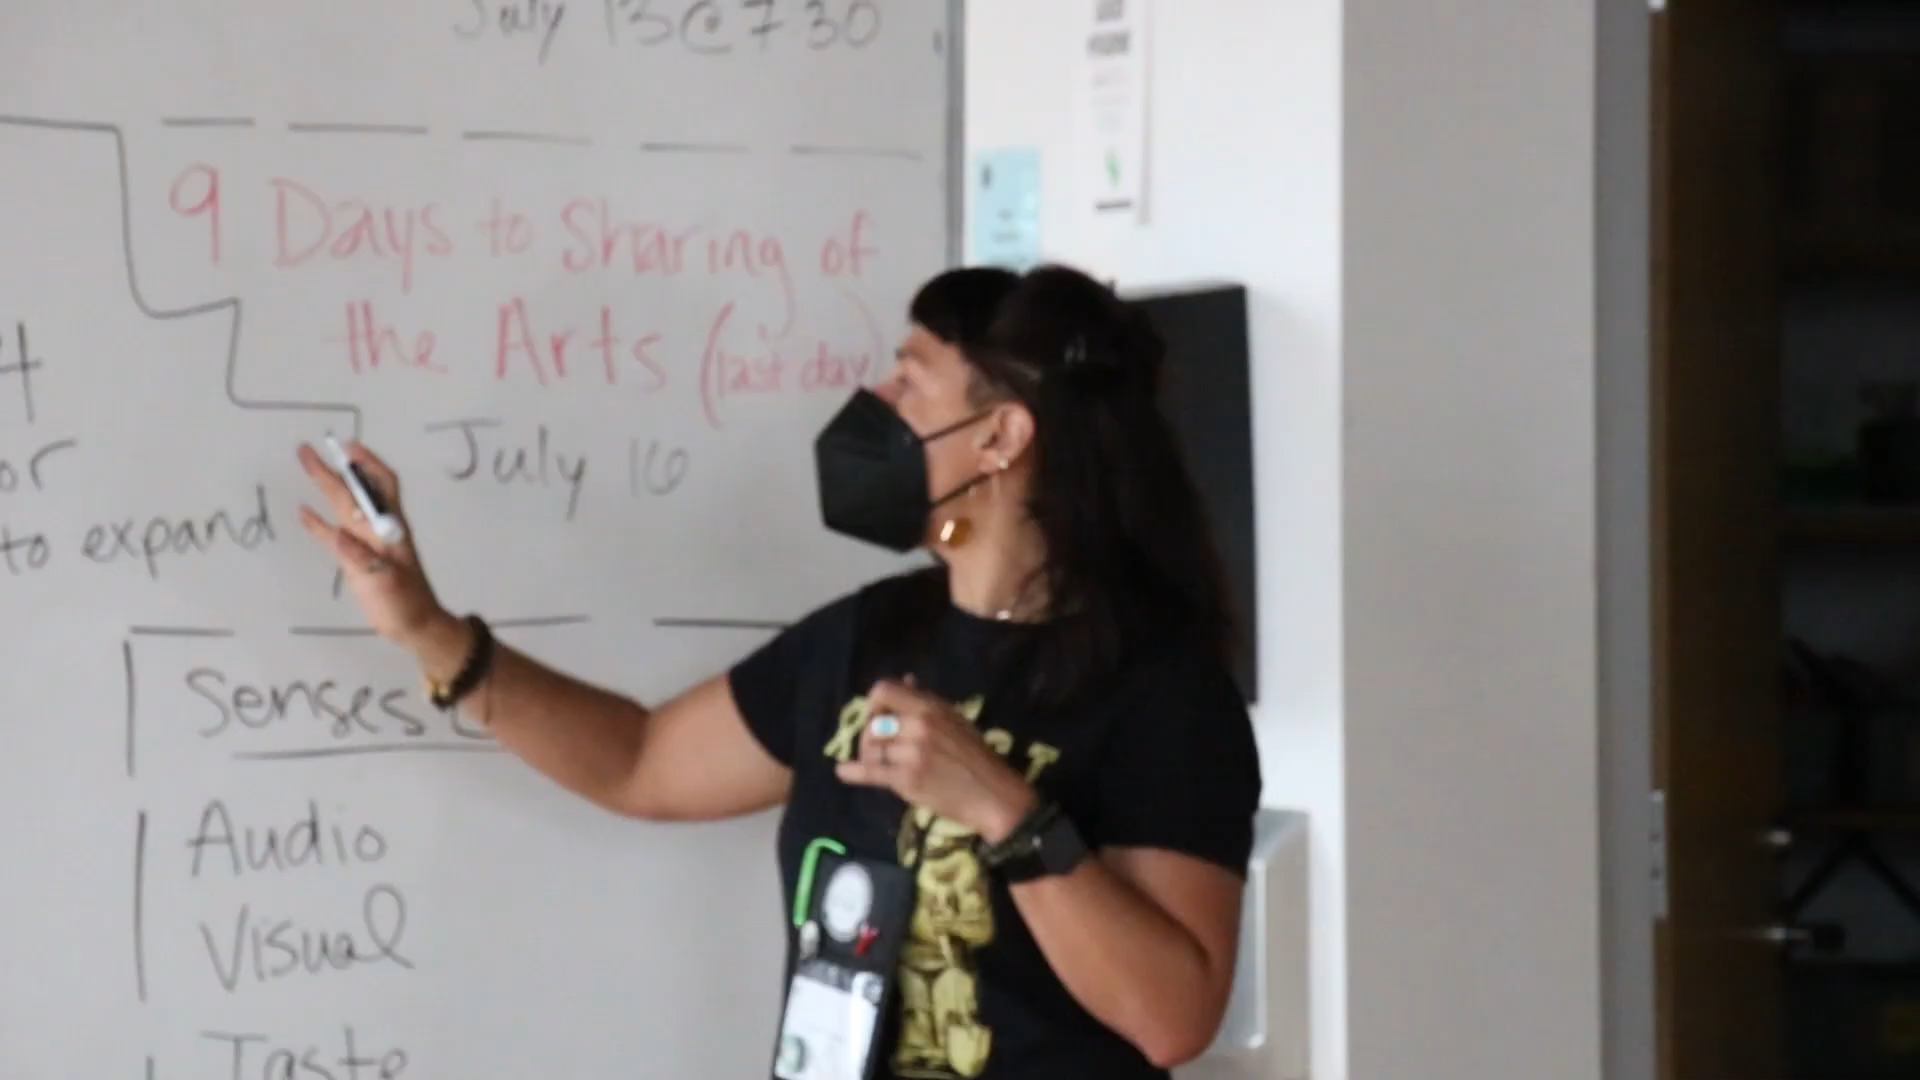 July 13 @ 7 30
9 Days to Sharing of
the Arts (last day)
July 16
4
or
to expand
Senses
Audio
Visual
Taste